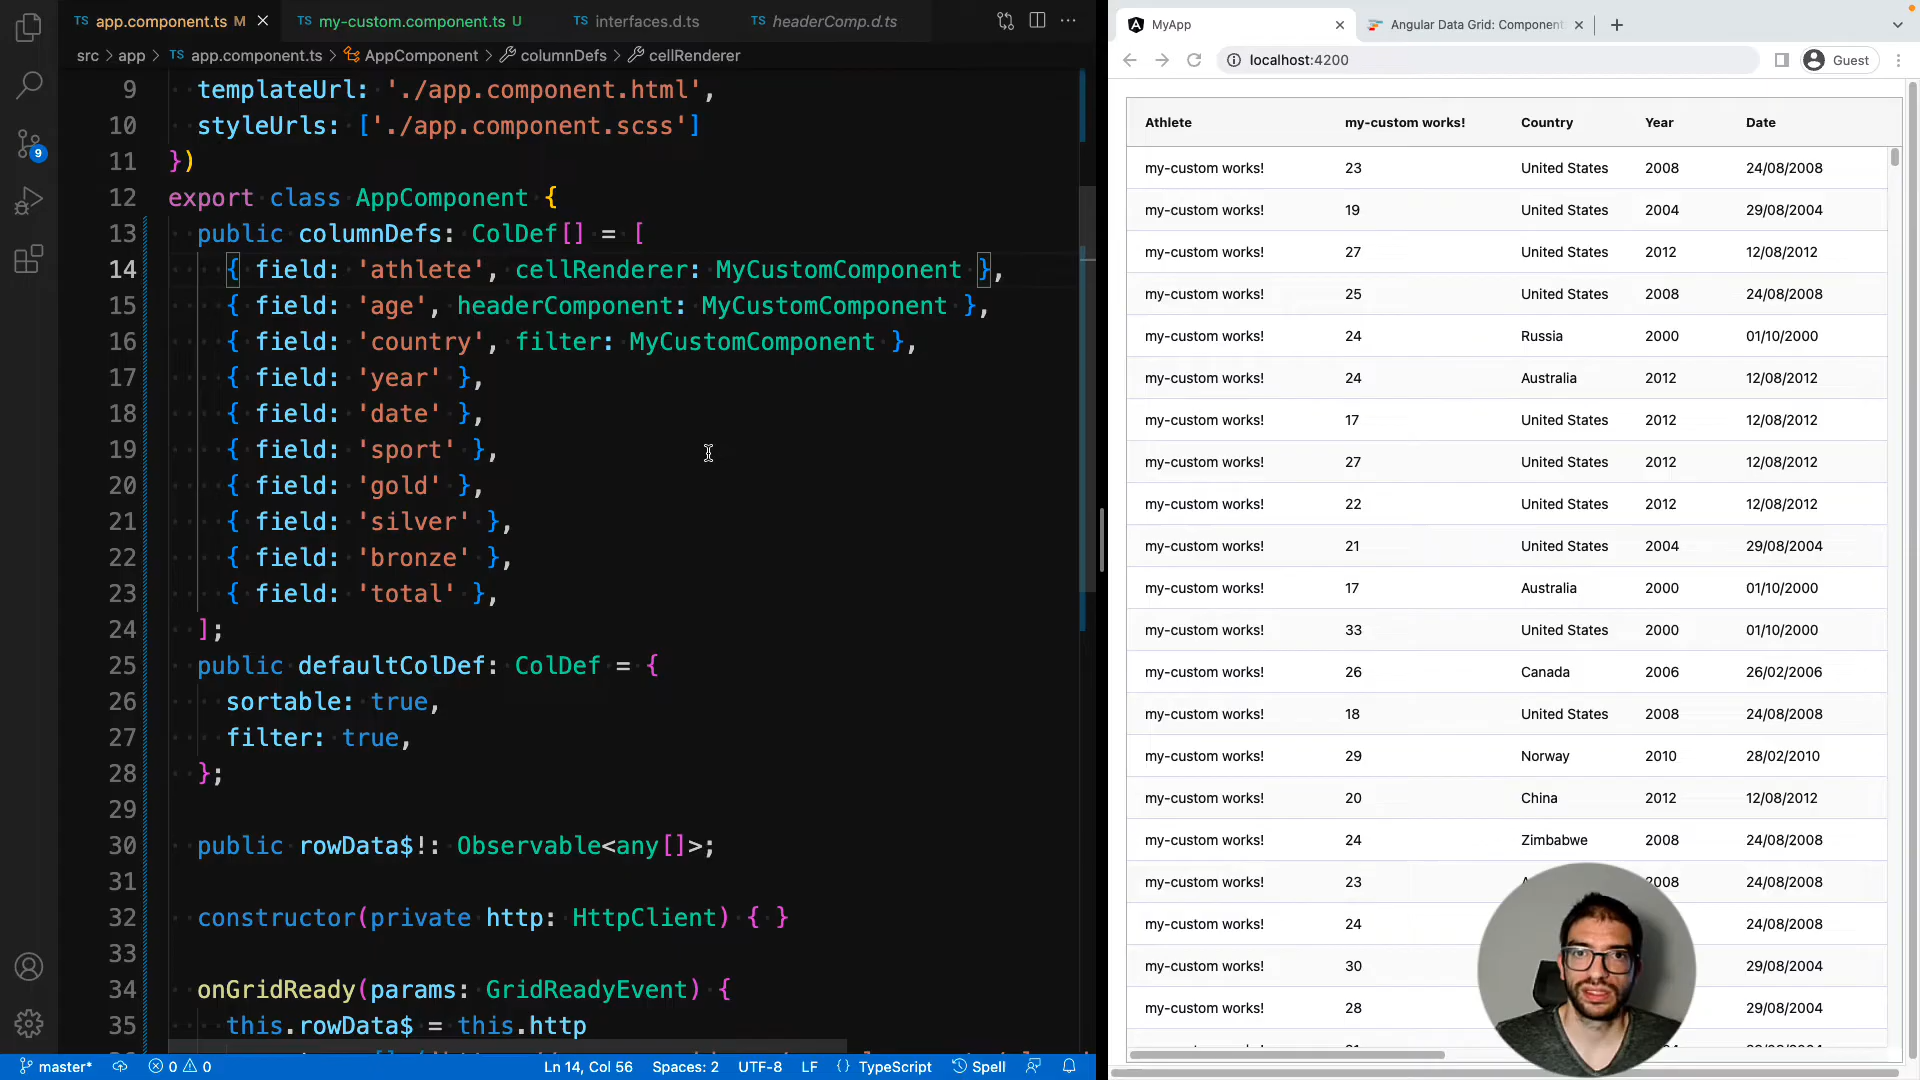 app.component.ts M
my-custom.component.ts U
interfaces.d.ts
headerComp.d.ts
src > app > TS app.component.ts > AppComponent > columnDefs > cellRenderer
9 templateUrl: './app.component.html',
10 styleUrls: ['./app.component.scss']
11 })
12 export class AppComponent {
13 public columnDefs: ColDef[] = [
14 { field: 'athlete', cellRenderer: MyCustomComponent },
15 { field: 'age', headerComponent: MyCustomComponent },
16 { field: 'country', filter: MyCustomComponent },
17 { field: 'year' },
18 { field: 'date' },
19 { field: 'sport' },
20 { field: 'gold' },
21 { field: 'silver' },
22 { field: 'bronze' },
23 { field: 'total' },
24 ];
25 public defaultColDef: ColDef = {
26 sortable: true,
27 filter: true,
28 };
29
30 public rowData$!: Observable<any[]>;
31
32 constructor(private http: HttpClient) { }
33
34 onGridReady(params: GridReadyEvent) {
35 this.rowData$ = this.http
9
master*
0 0
Ln 14, Col 56
Spaces: 2
UTF-8
LF
{} TypeScript
Spell
MyApp
Angular Data Grid: Component
localhost:4200
Guest
Athlete my-custom works! Country Year Date
my-custom works! 23 United States 2008 24/08/2008
my-custom works! 19 United States 2004 29/08/2004
my-custom works! 27 United States 2012 12/08/2012
my-custom works! 25 United States 2008 24/08/2008
my-custom works! 24 Russia 2000 01/10/2000
my-custom works! 24 Australia 2012 12/08/2012
my-custom works! 17 United States 2012 12/08/2012
my-custom works! 27 United States 2012 12/08/2012
my-custom works! 22 United States 2012 12/08/2012
my-custom works! 21 United States 2004 29/08/2004
my-custom works! 17 Australia 2000 01/10/2000
my-custom works! 33 United States 2000 01/10/2000
my-custom works! 26 Canada 2006 26/02/2006
my-custom works! 18 United States 2008 24/08/2008
my-custom works! 29 Norway 2010 28/02/2010
my-custom works! 20 China 2012 12/08/2012
my-custom works! 24 Zimbabwe 2008 24/08/2008
my-custom works! 23 2008 24/08/2008
my-custom works! 24 24/08/2008
my-custom works! 30 29/08/2004
my-custom works! 28 29/08/2004